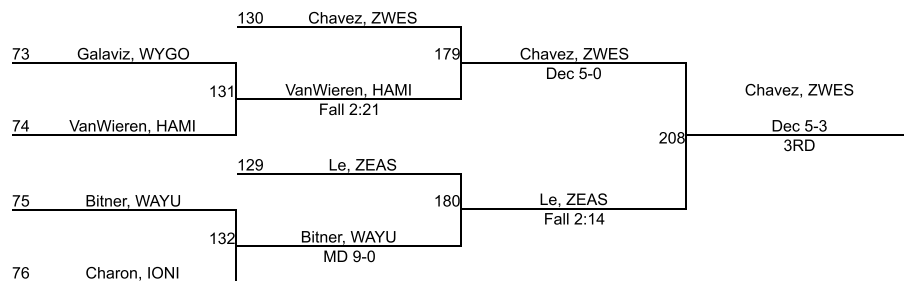 130 Chavez, ZWES
73 Galaviz, WYGO
179 Chavez, ZWES
Dec 5-0
131 VanWieren, HAMI
Fall 2:21
Chavez, ZWES
74 VanWieren, HAMI
208 Dec 5-3
3RD
129 Le, ZEAS
75 Bitner, WAYU
180 Le, ZEAS
Fall 2:14
132 Bitner, WAYU
MD 9-0
76 Charon, IONI